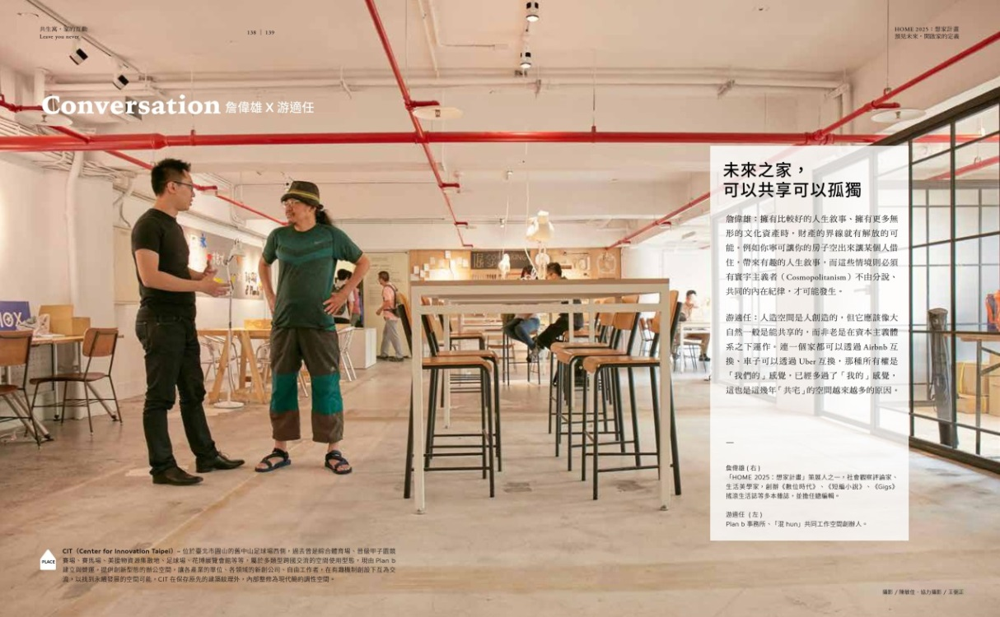 共生寓,家的互動
Leave you never
138 | 139
HOME 2025:想家計畫
預見未來,開啟家的定義
Conversation 詹偉雄 X 游適任
未來之家,
可以共享可以孤獨
詹偉雄:擁有比較好的人生敘事、擁有更多無
形的文化資產時,財產的界線就有解放的可
能。例如你寧可讓你的房子空出來讓某個人借
住,帶來有趣的人生敘事,而這些情境則必須
有寰宇主義者(Cosmopolitanism)不由分說、
共同的內在紀律,才可能發生。
游適任:人造空間是人創造的,但它應該像大
自然一般是能共享的,而非老是在資本主義體
系之下運作。連一個家都可以透過 Airbnb 互
換、車子可以透過 Uber 互換,那種所有權是
「我們的」感覺,已經多過了「我的」感覺,
這也是這幾年「共宅」的空間越來越多的原因。
—
詹偉雄(右)
「HOME 2025:想家計畫」策展人之一,社會觀察評論家、
生活美學家,創辦《數位時代》、《短編小說》、《Gigs》
搖滾生活誌等多本雜誌,並擔任總編輯。
游適任(左)
Plan b 事務所、「混 hun」共同工作空間創辦人。
PLACE
CIT(Center for Innovation Taipei)– 位於臺北市圓山的舊中山足球場西側,過去曾是綜合體育場、晉級甲子園競
賽場、賽馬場、美援物資源集散地、足球場、花博展覽會館等等,屬於多類型跨國交流的空間使用型態,現由 Plan b
建立與營運,提供創新型態的辦公空間,讓各產業的單位、各領域的新創公司、自由工作者,在有趣機制創設下互為交
流,以找到永續發展的空間可能。CIT 在保存原先的建築紋理外,內部整修為現代簡約調性空間。
攝影 / 陳敏佳.協力攝影 / 王弼正